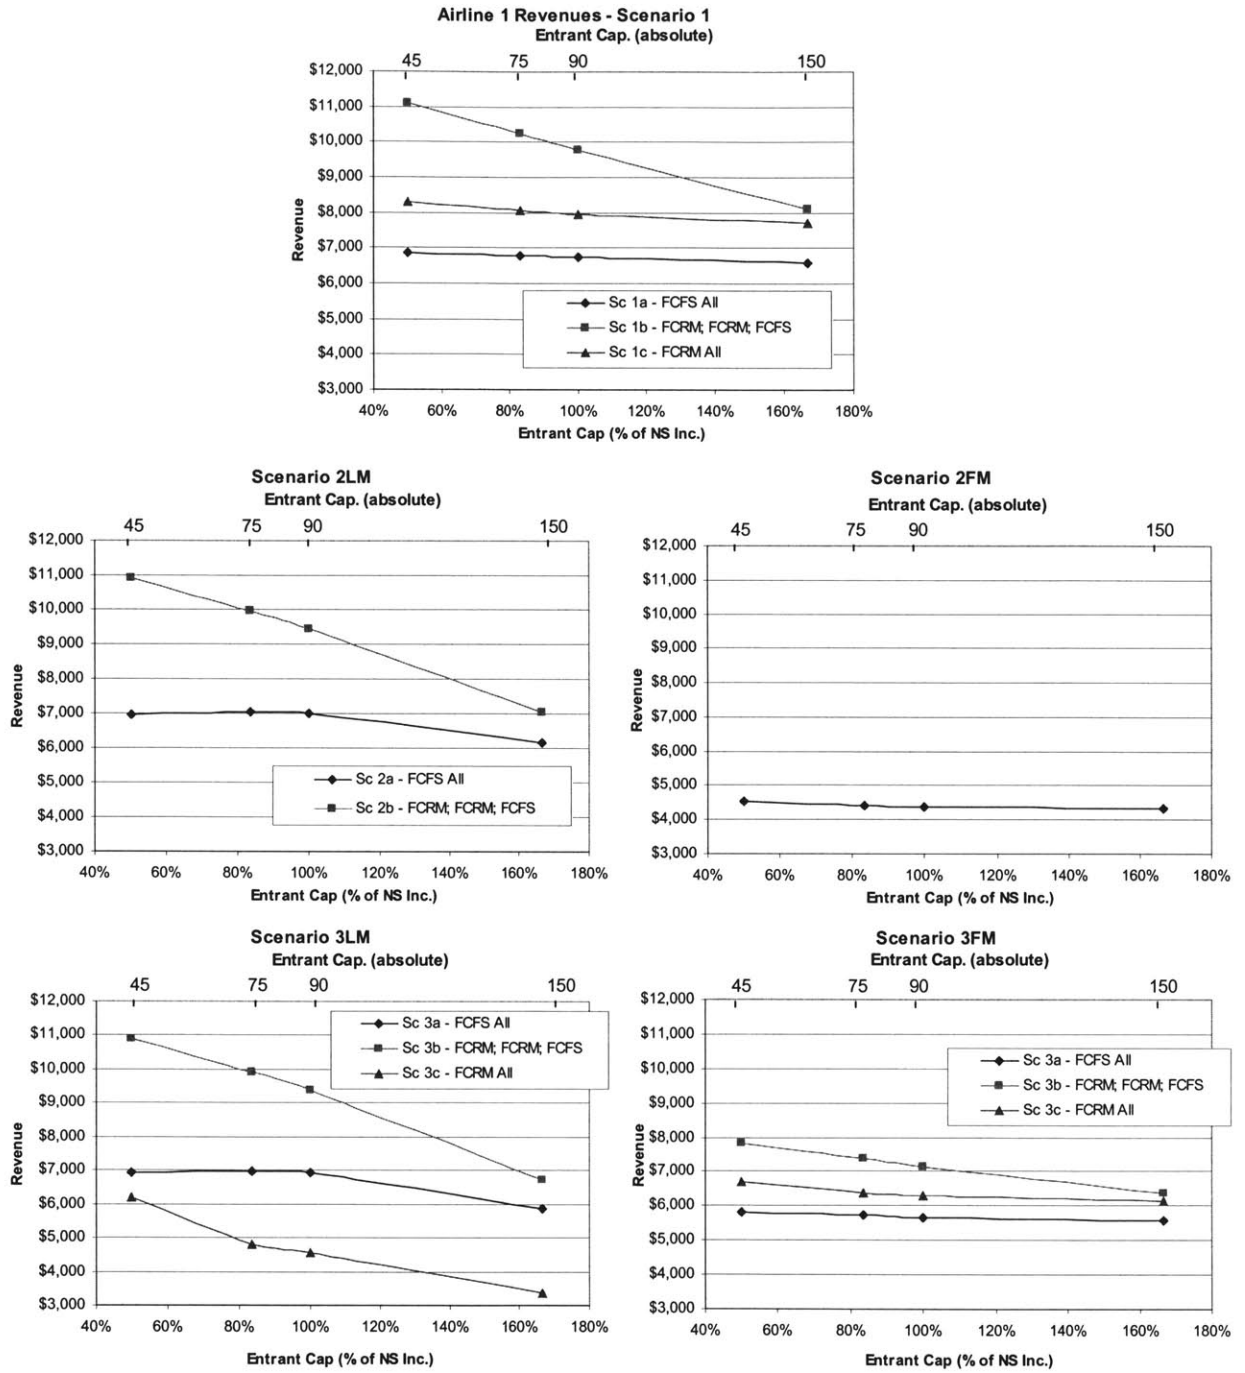 Airline 1 Revenues - Scenario 1
Entrant Cap. (absolute)
45 75 90 150
$12,000
$11,000
$10,000
$9,000
$8,000
$7,000
$6,000
$5,000
$4,000
$3,000
Revenue
Sc 1a - FCFS All
Sc 1b - FCRM; FCRM; FCFS
Sc 1c - FCRM All
40% 60% 80% 100% 120% 140% 160% 180%
Entrant Cap (% of NS Inc.)
Scenario 2LM
Entrant Cap. (absolute)
45 75 90 150
$12,000
$11,000
$10,000
$9,000
$8,000
$7,000
$6,000
$5,000
$4,000
$3,000
Revenue
Sc 2a - FCFS All
Sc 2b - FCRM; FCRM; FCFS
40% 60% 80% 100% 120% 140% 160% 180%
Entrant Cap (% of NS Inc.)
Scenario 2FM
Entrant Cap. (absolute)
45 75 90 150
$12,000
$11,000
$10,000
$9,000
$8,000
$7,000
$6,000
$5,000
$4,000
$3,000
Revenue
40% 60% 80% 100% 120% 140% 160% 180%
Entrant Cap (% of NS Inc.)
Scenario 3LM
Entrant Cap. (absolute)
45 75 90 150
$12,000
$11,000
$10,000
$9,000
$8,000
$7,000
$6,000
$5,000
$4,000
$3,000
Revenue
Sc 3a - FCFS All
Sc 3b - FCRM; FCRM; FCFS
Sc 3c - FCRM All
40% 60% 80% 100% 120% 140% 160% 180%
Entrant Cap (% of NS Inc.)
Scenario 3FM
Entrant Cap. (absolute)
45 75 90 150
$12,000
$11,000
$10,000
$9,000
$8,000
$7,000
$6,000
$5,000
$4,000
$3,000
Revenue
Sc 3a - FCFS All
Sc 3b - FCRM; FCRM; FCFS
Sc 3c - FCRM All
40% 60% 80% 100% 120% 140% 160% 180%
Entrant Cap (% of NS Inc.)